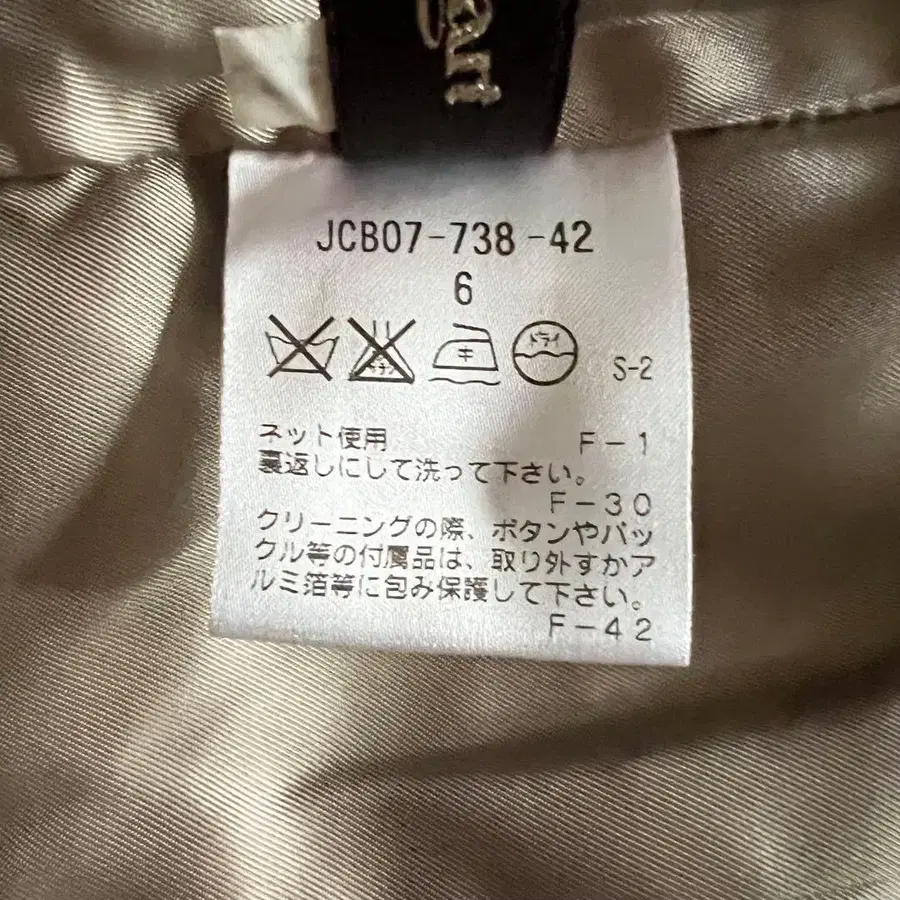 JCB07-738-42
6
ドライ
S-2
ネット使用 F-1
裏返しにして洗って下さい。
F-30
クリーニングの際、ボタンやバッ
クル等の付属品は、取り外すかア
ルミ箔等に包み保護して下さい。
F-42